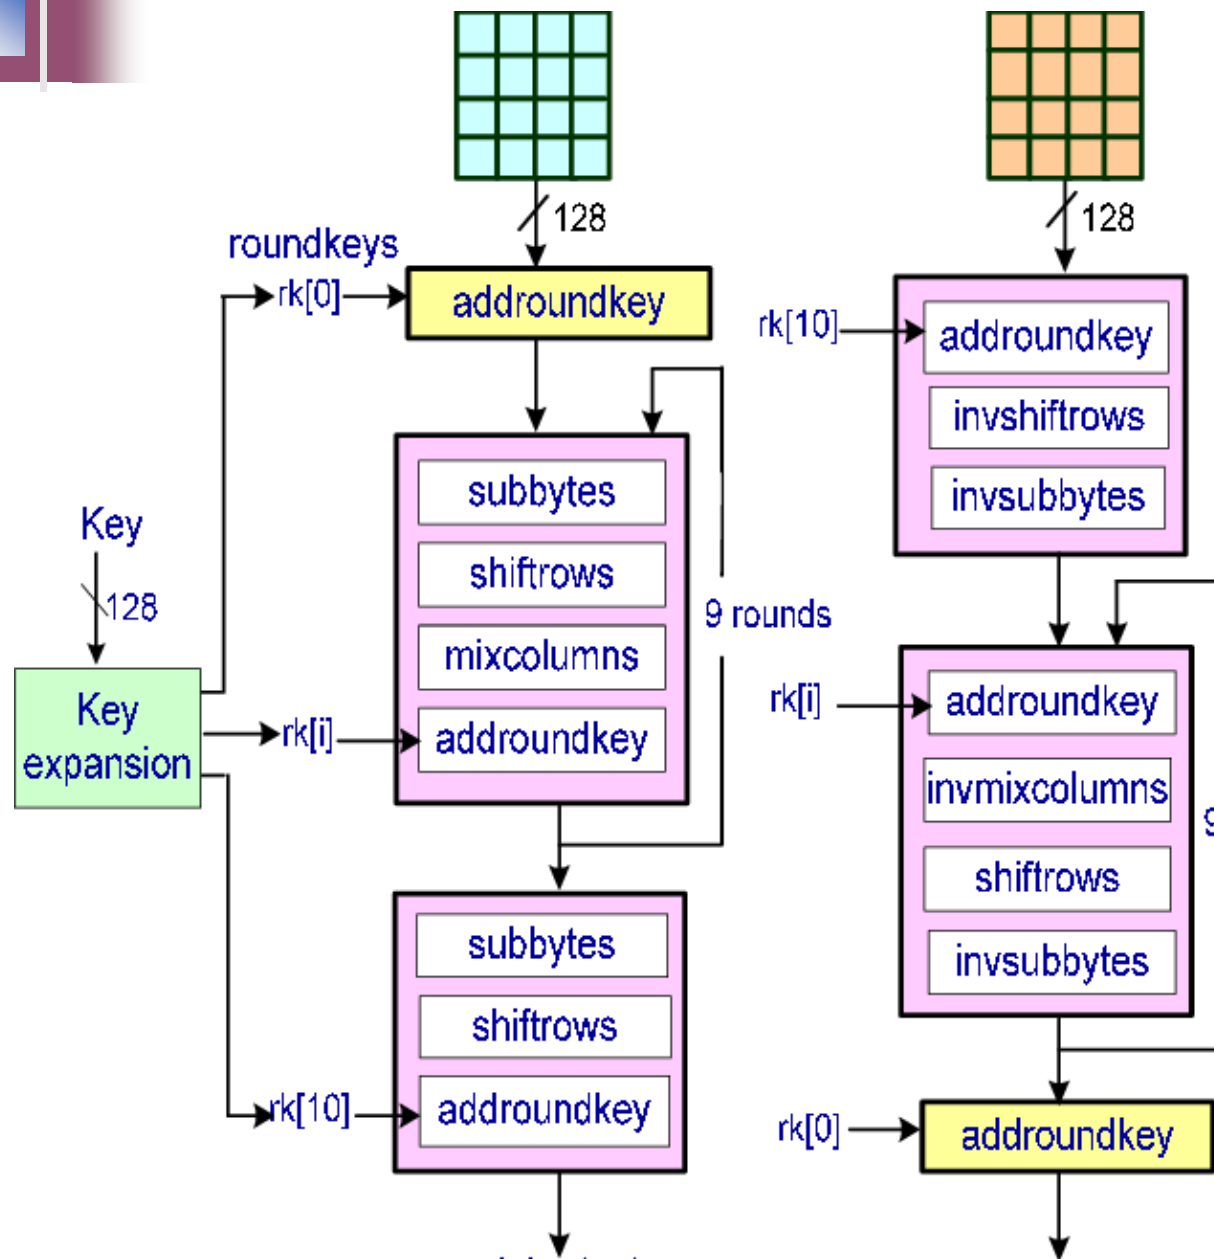 128
roundkeys
rk[0]
addroundkey
subbytes
shiftrows
mixcolumns
rk[i]
addroundkey
9 rounds
Key
128
Key
expansion
subbytes
shiftrows
rk[10]
addroundkey
128
rk[10]
addroundkey
invshiftrows
invsubbytes
rk[i]
addroundkey
invmixcolumns
shiftrows
invsubbytes
rk[0]
addroundkey